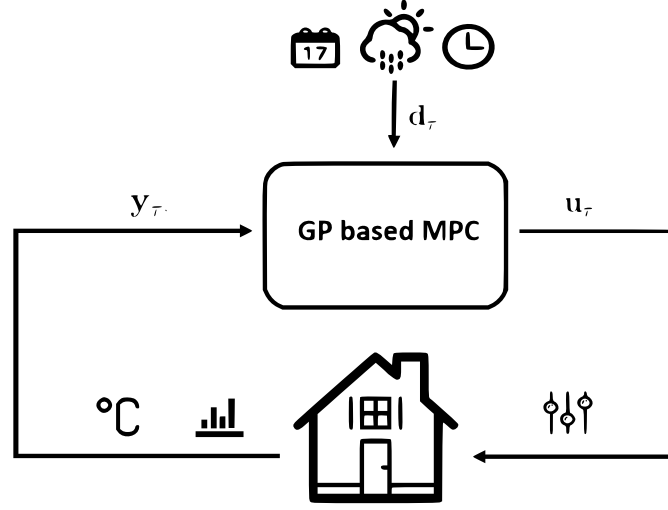 17
d_τ
y_τ
GP based MPC
u_τ
°C